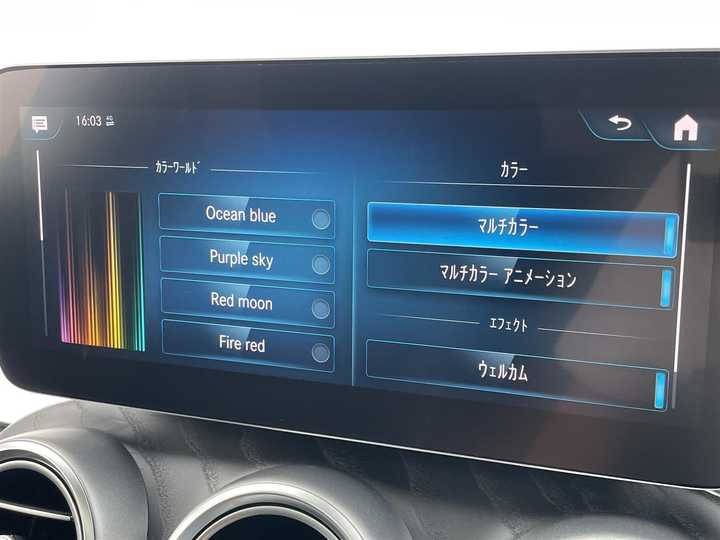 16:03 4G
カラーワールド
Ocean blue
Purple sky
Red moon
Fire red
カラー
マルチカラー
マルチカラー アニメーション
エフェクト
ウェルカム